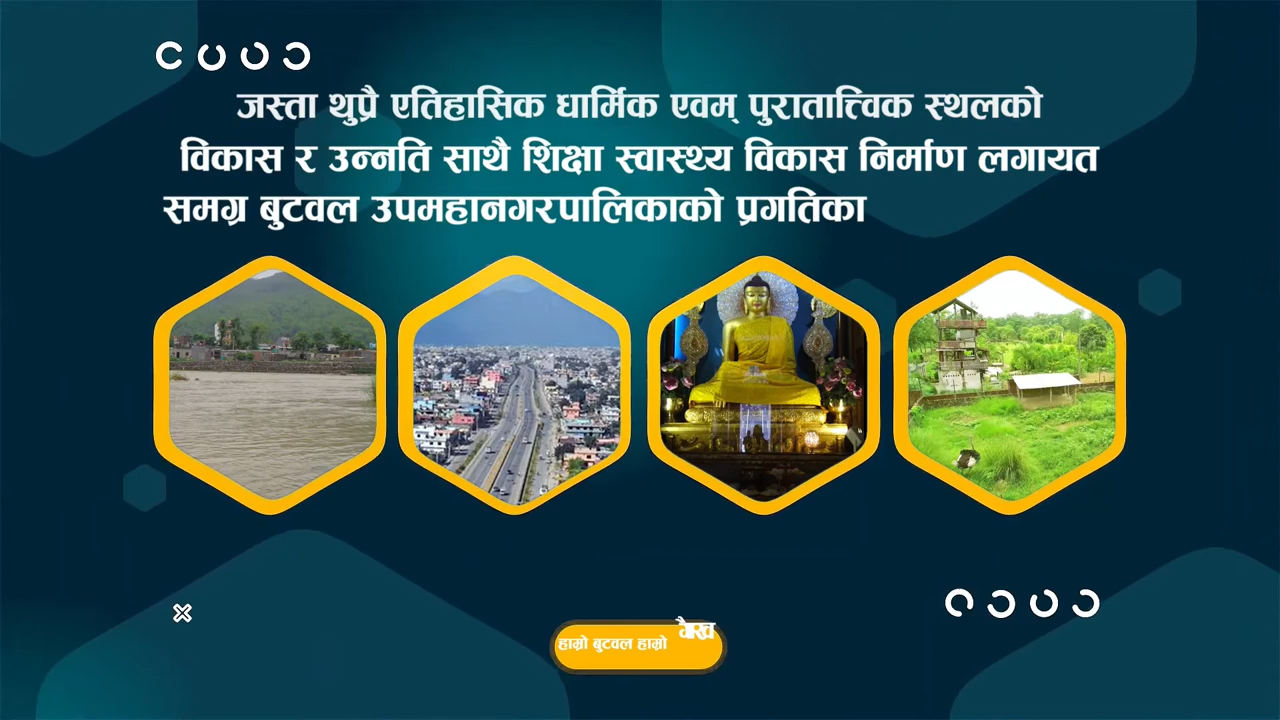 जस्ता थुप्रै एतिहासिक धार्मिक एवम् पुरातात्त्विक स्थलको
विकास र उन्नति साथै शिक्षा स्वास्थ्य विकास निर्माण लगायत
समग्र बुटवल उपमहानगरपालिकाको प्रगतिका
हाम्रो बुटवल हाम्रो